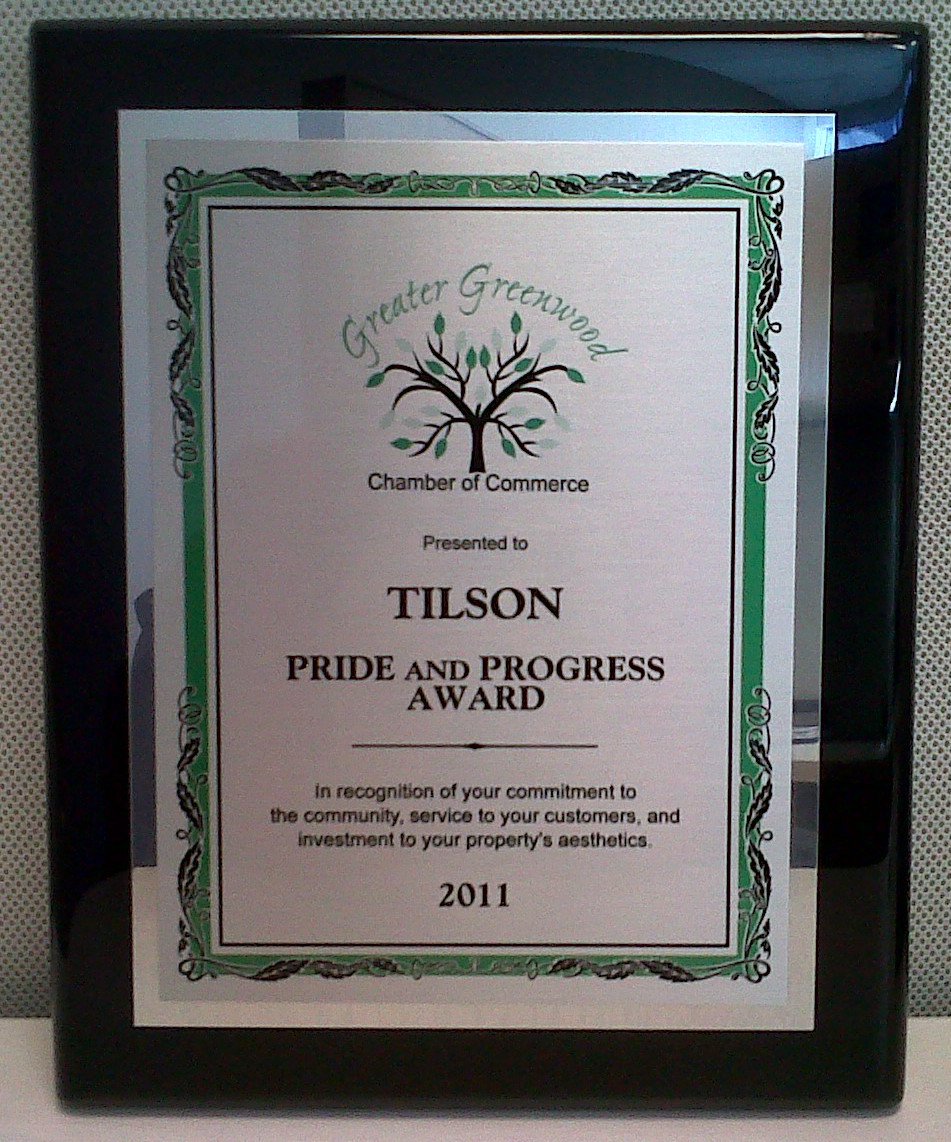 Greater Greenwood
Chamber of Commerce
Presented to
TILSON
PRIDE AND PROGRESS
AWARD
In recognition of your commitment to
the community, service to your customers, and
investment to your property's aesthetics.
2011